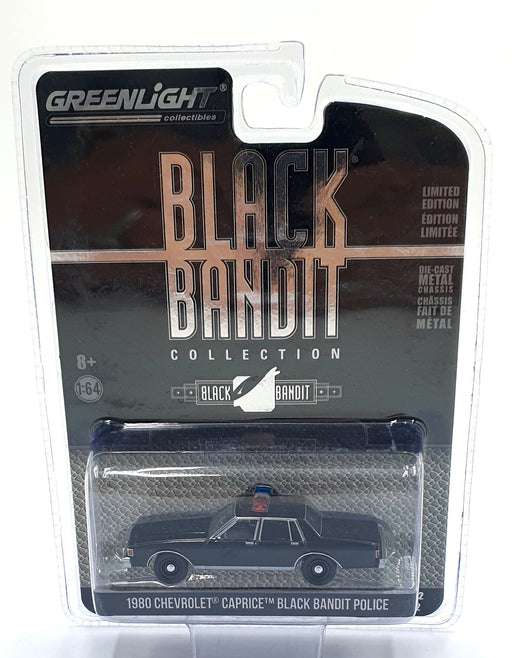 GREENLiGHT®
collectibles
BLACK®
BANDIT
COLLECTION
BLACK BANDIT
LIMITED
EDITION
ÉDITION
LIMITÉE
DIE-CAST
METAL
CHASSIS
CHÂSSIS
FAIT DE
MÉTAL
8+
1:64
1980 CHEVROLET® CAPRICE™ BLACK BANDIT POLICE